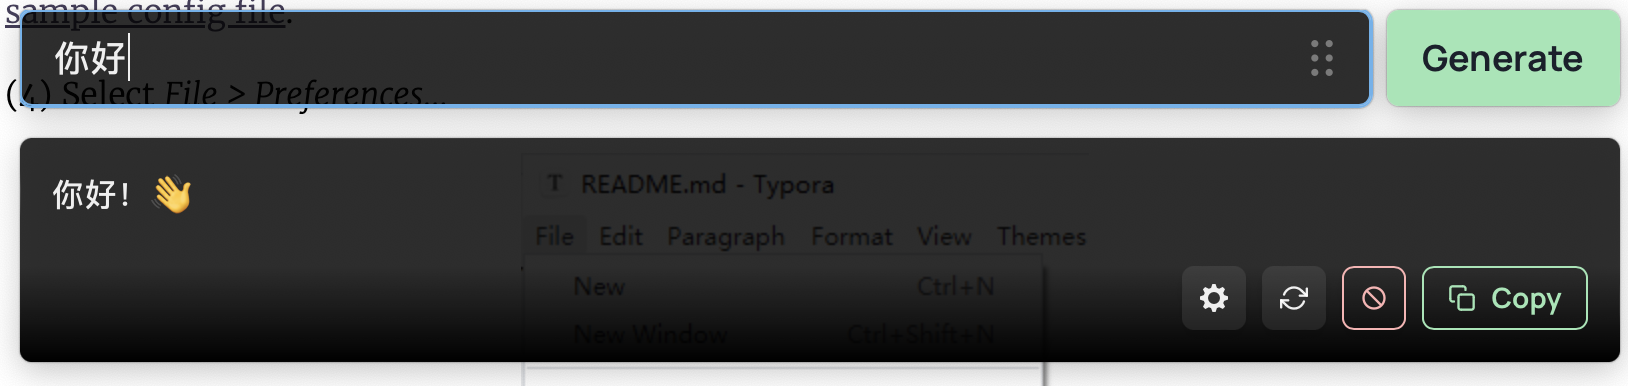 sample config file.
你好
Generate
(4) Select File > Preferences...
你好！👋
README.md - Typora
File Edit Paragraph Format View Themes
New Ctrl+N
New Window Ctrl+Shift+N
Copy